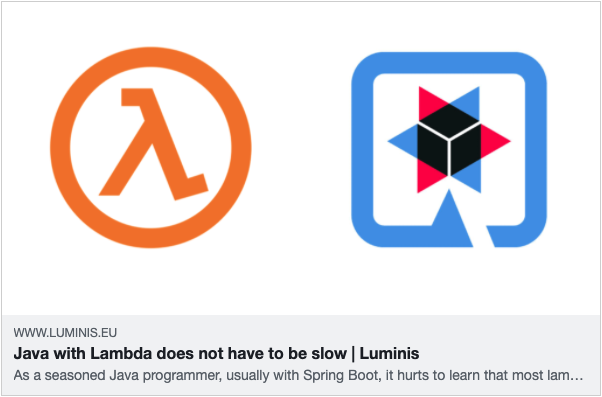 WWW.LUMINIS.EU
Java with Lambda does not have to be slow | Luminis
As a seasoned Java programmer, usually with Spring Boot, it hurts to learn that most lam…